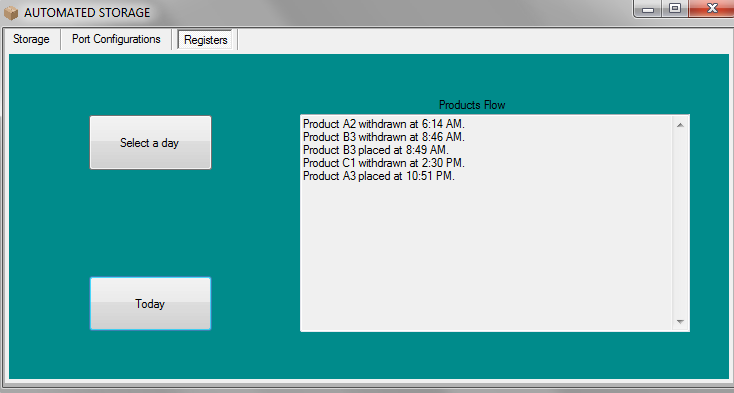 AUTOMATED STORAGE
Storage
Port Configurations
Registers
Products Flow
Select a day
Product A2 withdrawn at 6:14 AM.
Product B3 withdrawn at 8:46 AM.
Product B3 placed at 8:49 AM.
Product C1 withdrawn at 2:30 PM.
Product A3 placed at 10:51 PM.
Today